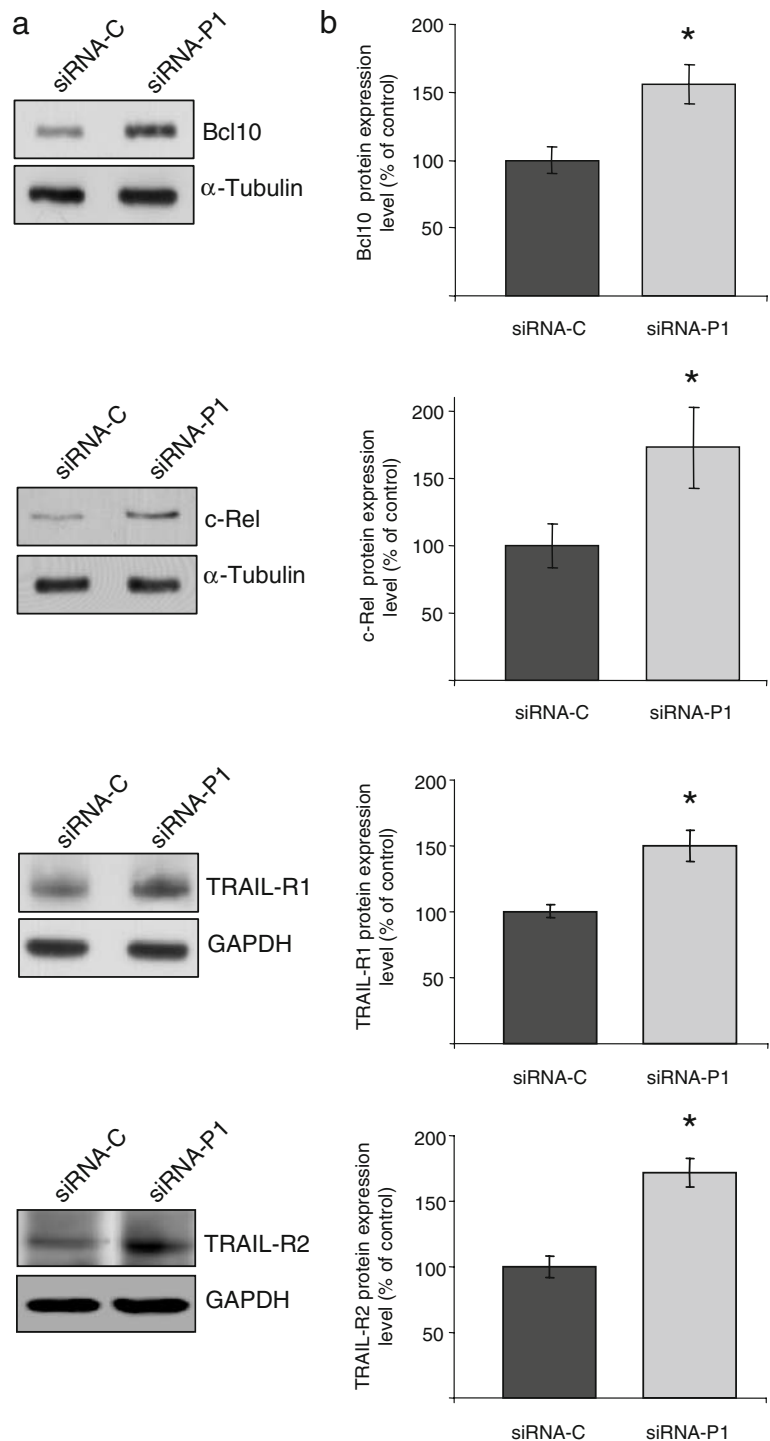 a
b
siRNA-C
siRNA-P1
Bcl10
α-Tubulin
Bcl10 protein expression
level (% of control)
200
150
100
50
*
siRNA-C
siRNA-P1
siRNA-C
siRNA-P1
c-Rel
α-Tubulin
c-Rel protein expression
level (% of control)
200
150
100
50
*
siRNA-C
siRNA-P1
siRNA-C
siRNA-P1
TRAIL-R1
GAPDH
TRAIL-R1 protein expression
level (% of control)
200
150
100
50
*
siRNA-C
siRNA-P1
siRNA-C
siRNA-P1
TRAIL-R2
GAPDH
TRAIL-R2 protein expression
level (% of control)
200
150
100
50
*
siRNA-C
siRNA-P1